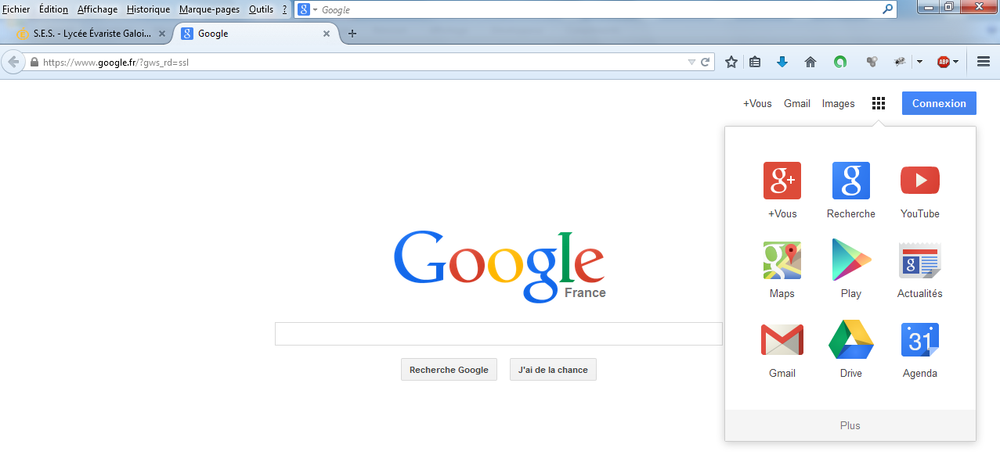 Fichier Édition Affichage Historique Marque-pages Outils ? Google
S.E.S. - Lycée Évariste Galoi... Google
https://www.google.fr/?gws_rd=ssl ABP
+Vous Gmail Images Connexion
+Vous Recherche YouTube
Google
France
Maps Play Actualités
31
Gmail Drive Agenda
Recherche Google J'ai de la chance
Plus